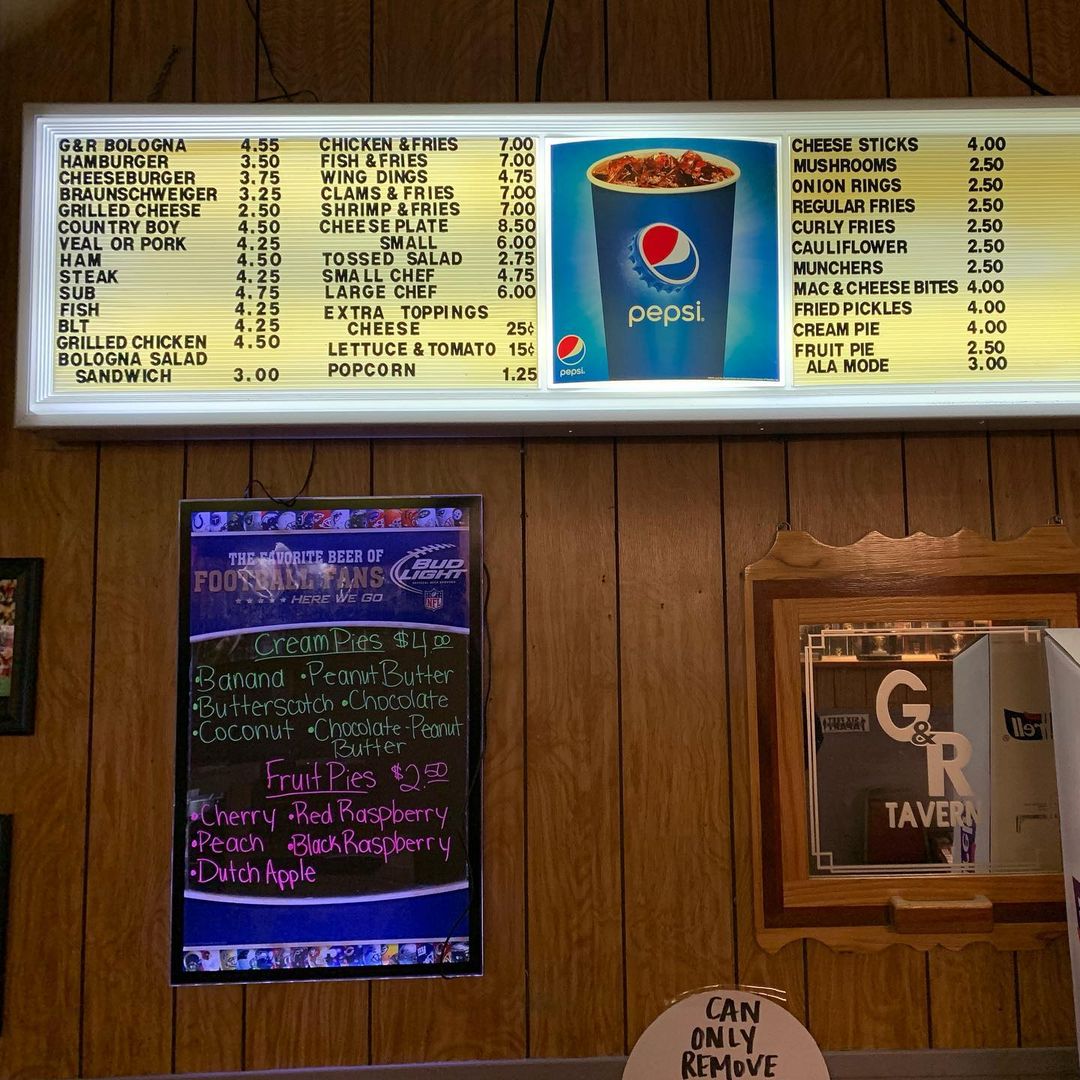 G&R BOLOGNA 4.55
HAMBURGER 3.50
CHEESEBURGER 3.75
BRAUNSCHWEIGER 3.25
GRILLED CHEESE 2.50
COUNTRY BOY 4.50
VEAL OR PORK 4.25
HAM 4.50
STEAK 4.25
SUB 4.75
FISH 4.25
BLT 4.25
GRILLED CHICKEN 4.50
BOLOGNA SALAD
SANDWICH 3.00
CHICKEN & FRIES 7.00
FISH & FRIES 7.00
WING DINGS 4.75
CLAMS & FRIES 7.00
SHRIMP & FRIES 7.00
CHEESE PLATE 8.50
SMALL 6.00
TOSSED SALAD 2.75
SMALL CHEF 4.75
LARGE CHEF 6.00
EXTRA TOPPINGS
CHEESE 25¢
LETTUCE & TOMATO 15¢
POPCORN 1.25
pepsi.
pepsi.
CHEESE STICKS 4.00
MUSHROOMS 2.50
ONION RINGS 2.50
REGULAR FRIES 2.50
CURLY FRIES 2.50
CAULIFLOWER 2.50
MUNCHERS 2.50
MAC & CHEESE BITES 4.00
FRIED PICKLES 4.00
CREAM PIE 4.00
FRUIT PIE 2.50
ALA MODE 3.00
THE FAVORITE BEER OF
FOOTBALL FANS
HERE WE GO
BUD
LIGHT
NFL
Cream Pies $4.00
•Banana •Peanut Butter
•Butterscotch •Chocolate
•Coconut •Chocolate-Peanut
Butter
Fruit Pies $2.50
•Cherry •Red Raspberry
•Peach •Black Raspberry
•Dutch Apple
G
&
R
TAVERN
CAN
ONLY
REMOVE